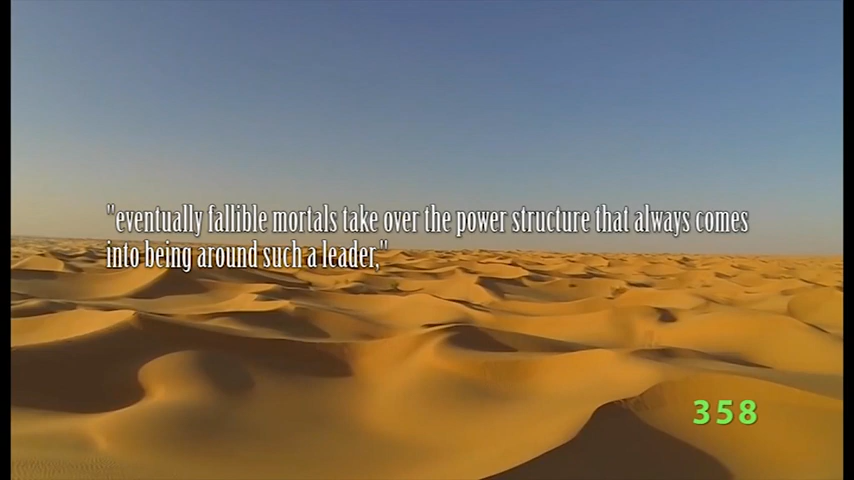 "eventually fallible mortals take over the power structure that always comes
into being around such a leader,"
358